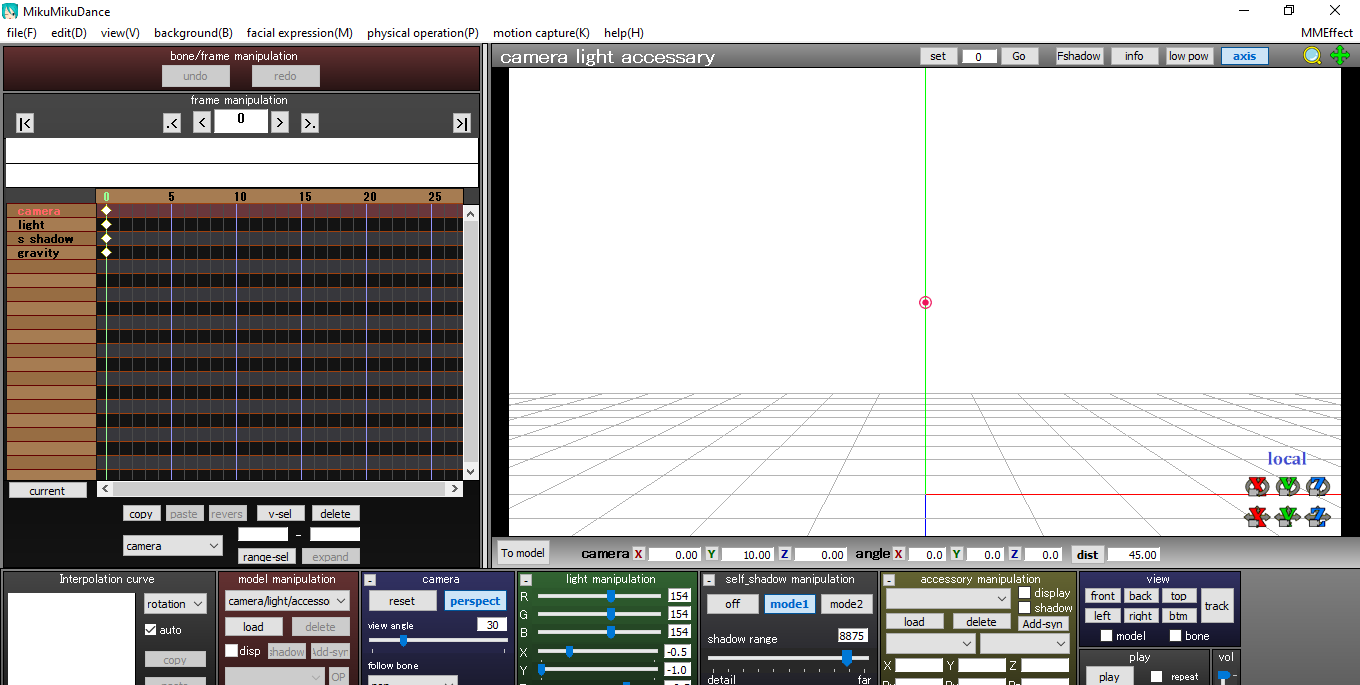 MikuMikuDance
file(F) edit(D) view(V) background(B) facial expression(M) physical operation(P) motion capture(K) help(H) MMEffect
bone/frame manipulation
undo redo
frame manipulation
|< .< < 0 > >. >|
0 5 10 15 20 25
camera
light
s shadow
gravity
current
copy paste revers v-sel delete
camera -
range-sel expand
camera light accessary set 0 Go Fshadow info low pow axis
local
X Y Z
X Y Z
To model camera X 0.00 Y 10.00 Z 0.00 angle X 0.0 Y 0.0 Z 0.0 dist 45.00
Interpolation curve
rotation
auto
copy
model manipulation
camera/light/accesso
load delete
disp shadow Add-syn
OP
- camera
reset perspect
view angle 30
follow bone
- light manipulation
R 154
G 154
B 154
X -0.5
Y -1.0
- self_shadow manipulation
off mode1 mode2
shadow range 8875
detail far
- accessory manipulation
display
shadow
load delete Add-syn
X Y Z
view
front back top
track
left right btm
model bone
play
play repeat
vol